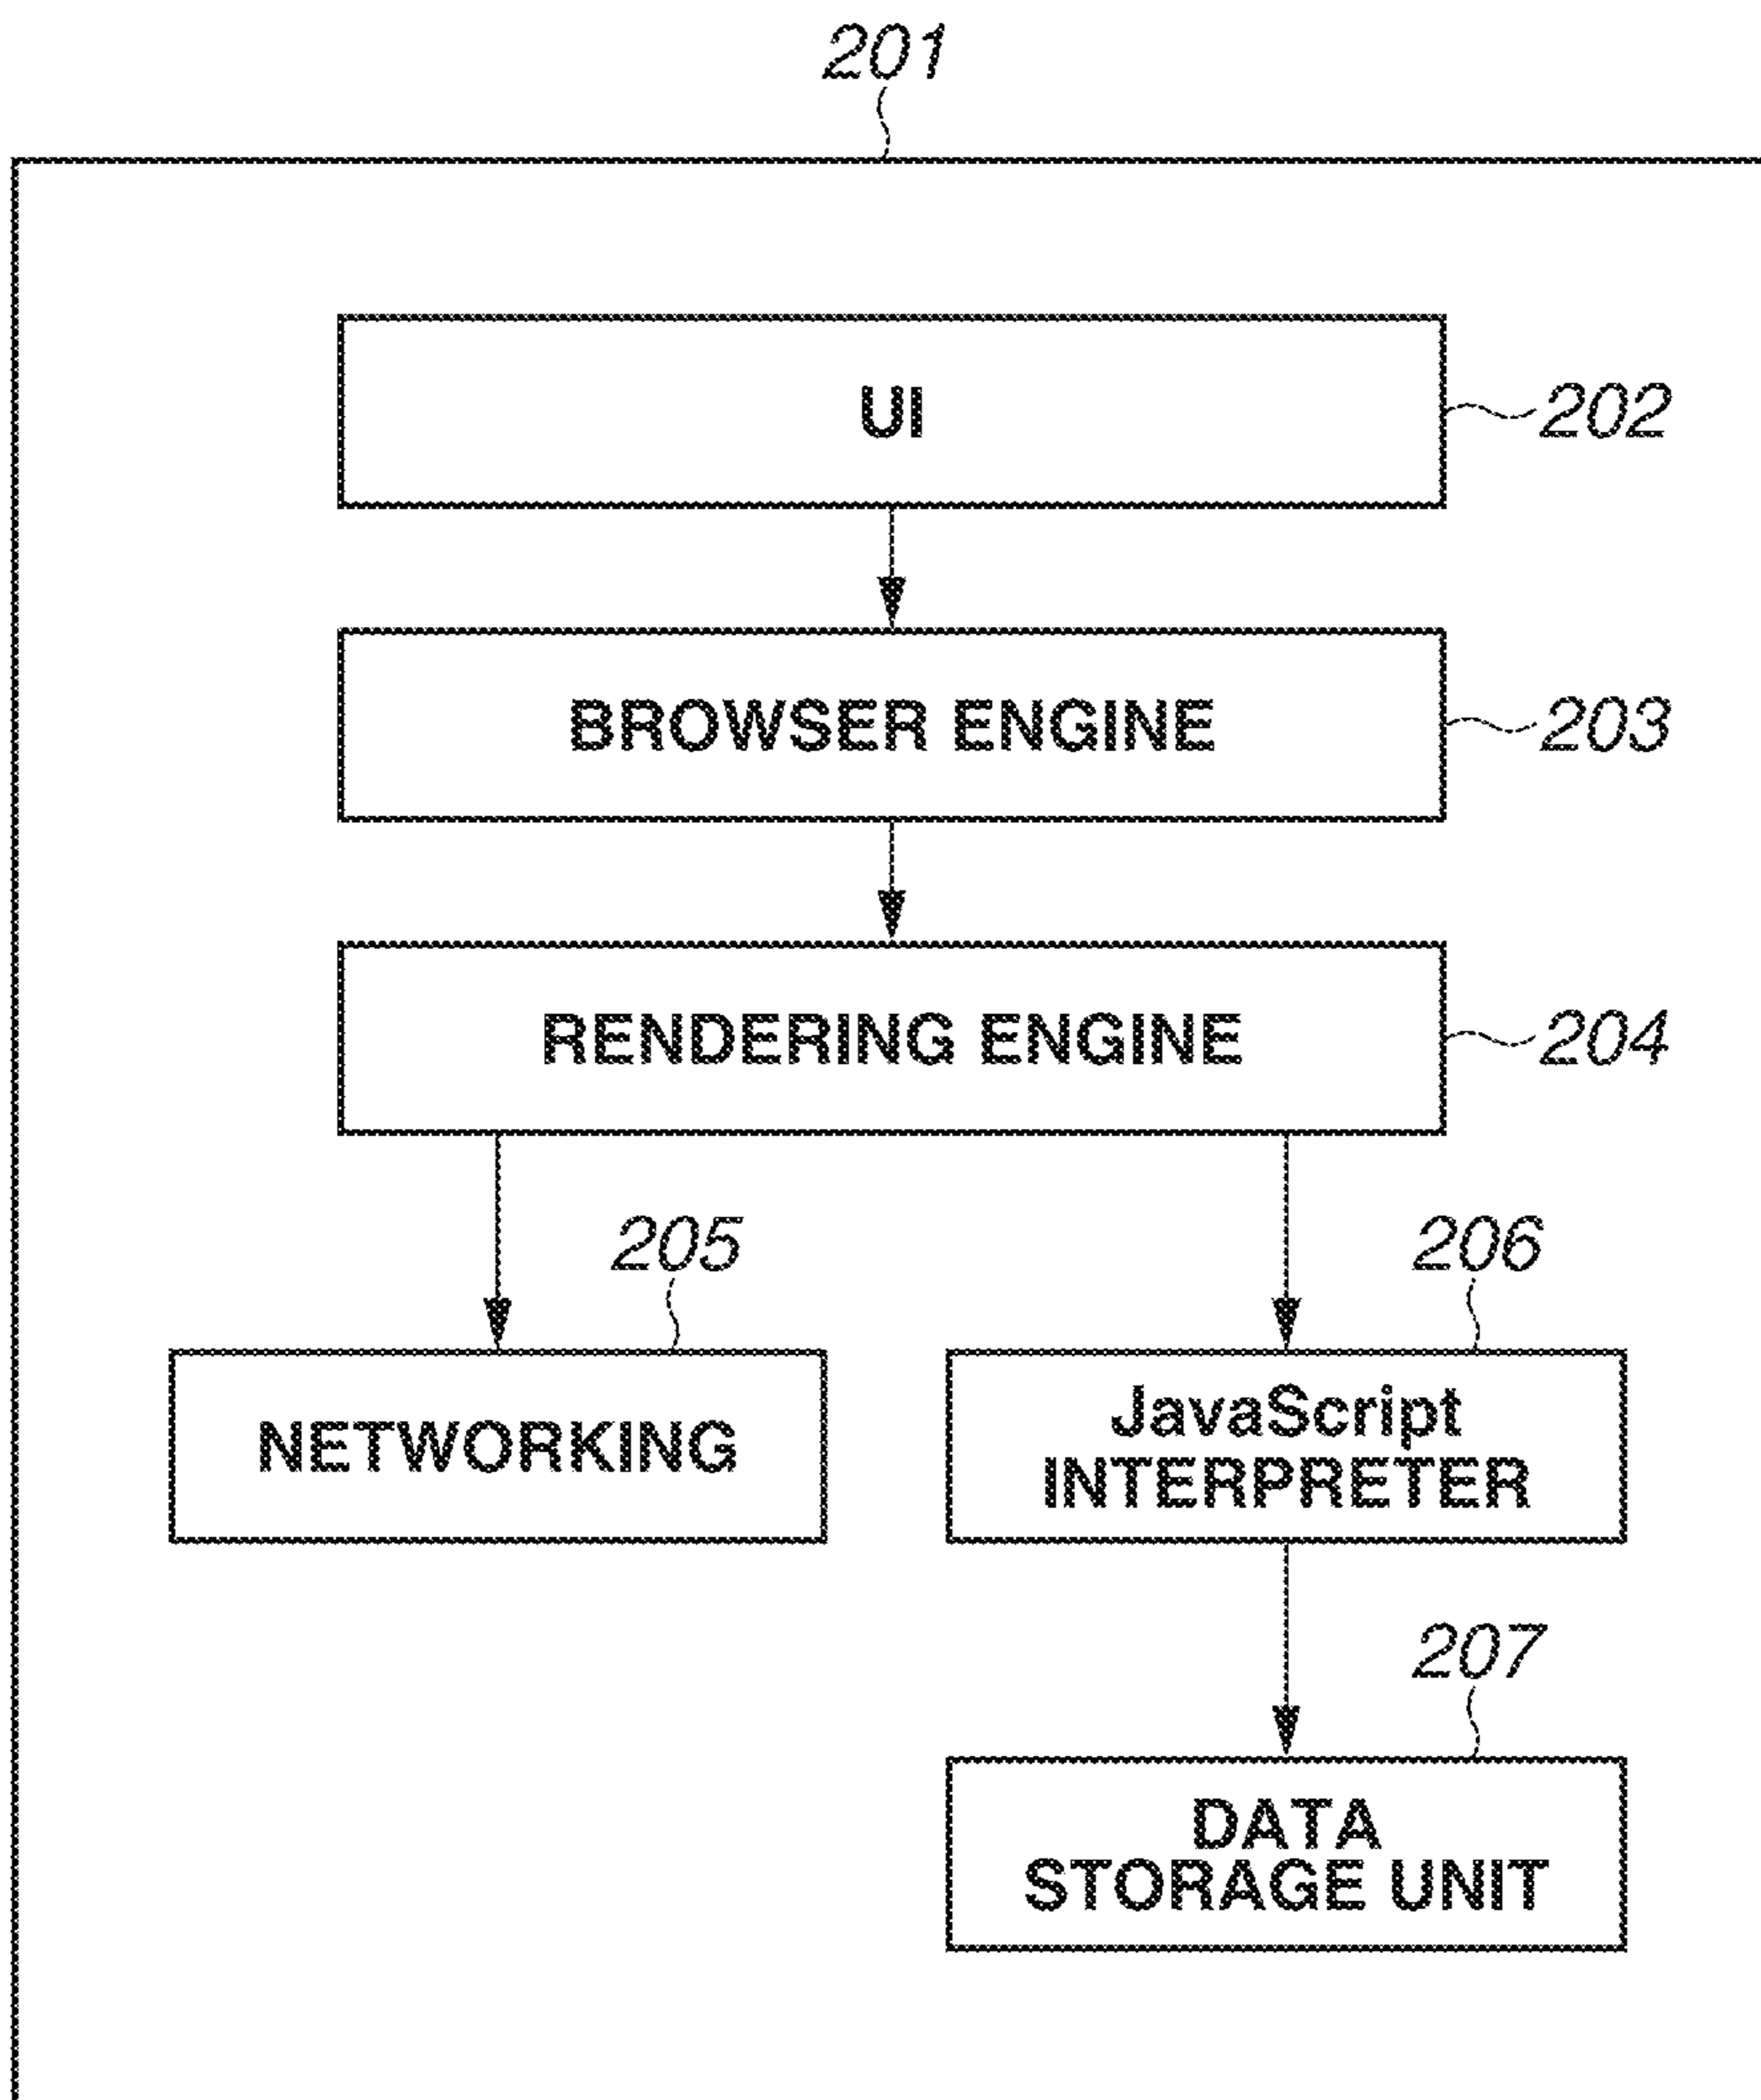 201
UI
202
BROWSER ENGINE
203
RENDERING ENGINE
204
205
206
NETWORKING
JavaScript
INTERPRETER
207
DATA
STORAGE UNIT